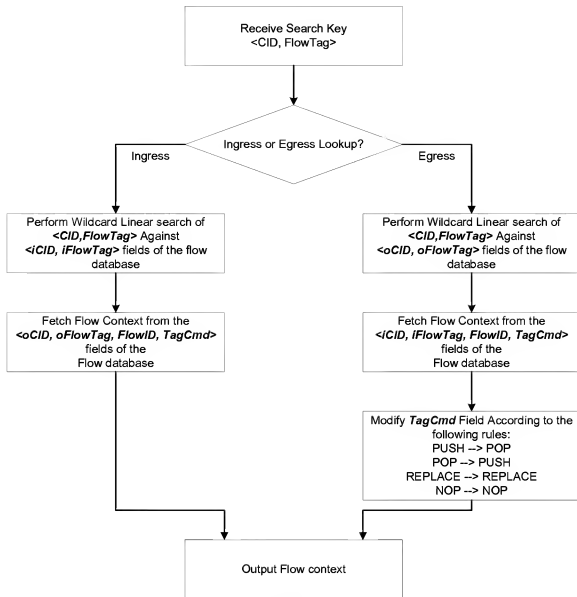 Receive Search Key
<CID, FlowTag>
Ingress or Egress Lookup?
Ingress
Egress
Perform Wildcard Linear search of
<CID,FlowTag> Against
<iCID, iFlowTag> fields of the flow
database
Perform Wildcard Linear search of
<CID,FlowTag> Against
<oCID, oFlowTag> fields of the flow
database
Fetch Flow Context from the
<oCID, oFlowTag, FlowID, TagCmd>
fields of the
Flow database
Fetch Flow Context from the
<iCID, iFlowTag, FlowID, TagCmd>
fields of the
Flow database
Modify TagCmd Field According to the
following rules:
PUSH --> POP
POP --> PUSH
REPLACE --> REPLACE
NOP --> NOP
Output Flow context